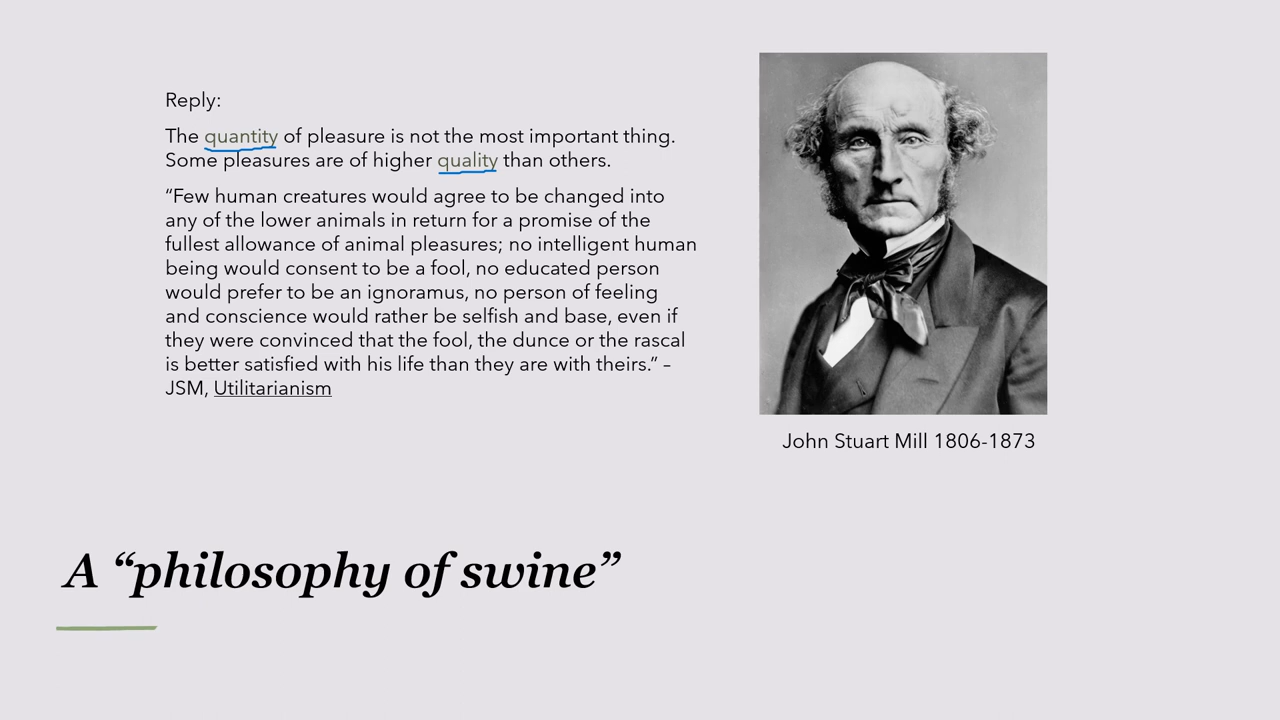 Reply:
The quantity of pleasure is not the most important thing.
Some pleasures are of higher quality than others.
“Few human creatures would agree to be changed into
any of the lower animals in return for a promise of the
fullest allowance of animal pleasures; no intelligent human
being would consent to be a fool, no educated person
would prefer to be an ignoramus, no person of feeling
and conscience would rather be selfish and base, even if
they were convinced that the fool, the dunce or the rascal
is better satisfied with his life than they are with theirs.” –
JSM, Utilitarianism
John Stuart Mill 1806-1873
A “philosophy of swine”